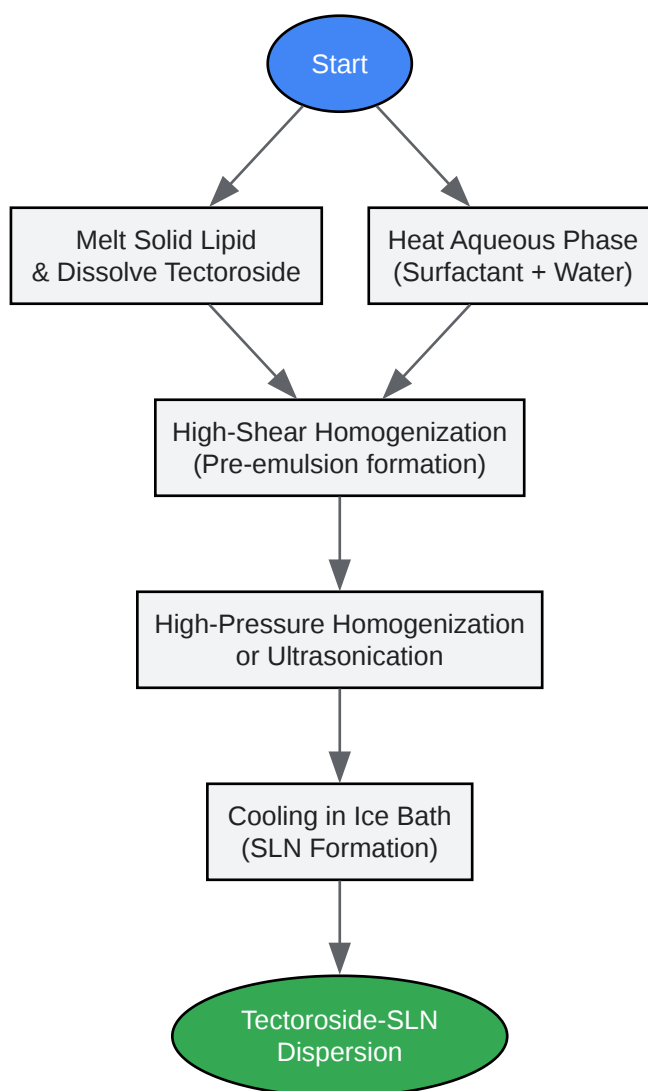 Start
Melt Solid Lipid
& Dissolve Tectoroside
Heat Aqueous Phase
(Surfactant + Water)
High-Shear Homogenization
(Pre-emulsion formation)
High-Pressure Homogenization
or Ultrasonication
Cooling in Ice Bath
(SLN Formation)
Tectoroside-SLN
Dispersion